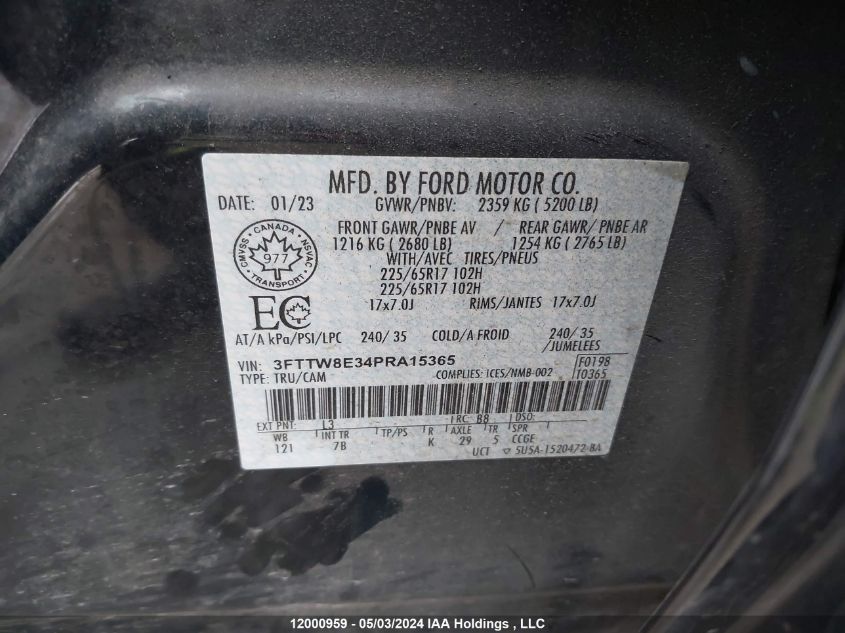 MFD. BY FORD MOTOR CO.
DATE: 01/23 GVWR/PNBV: 2359 KG ( 5200 LB)
FRONT GAWR/PNBE AV / REAR GAWR/ PNBE AR
1216 KG ( 2680 LB) 1254 KG ( 2765 LB)
WITH/AVEC TIRES/PNEUS
225/65R17 102H
225/65R17 102H
17x7.0J RIMS/JANTES 17x7.0J
CMVSS CANADA NSVAC
977
TRANSPORT
EC
AT/A kPa/PSI/LPC 240/ 35 COLD/A FROID 240/ 35
/JUMELEES
VIN: 3FTTW8E34PRA15365 F0198
TYPE: TRU/CAM COMPLIES: ICES/NMB-002 T0365
EXT PNT: L3 RC: B8 DSO:
WB INT TR TP/PS R AXLE TR SPR
121 7B K 29 5 CCGE
UCT 5U5A-1520472-BA
12000959 - 05/03/2024 IAA Holdings , LLC